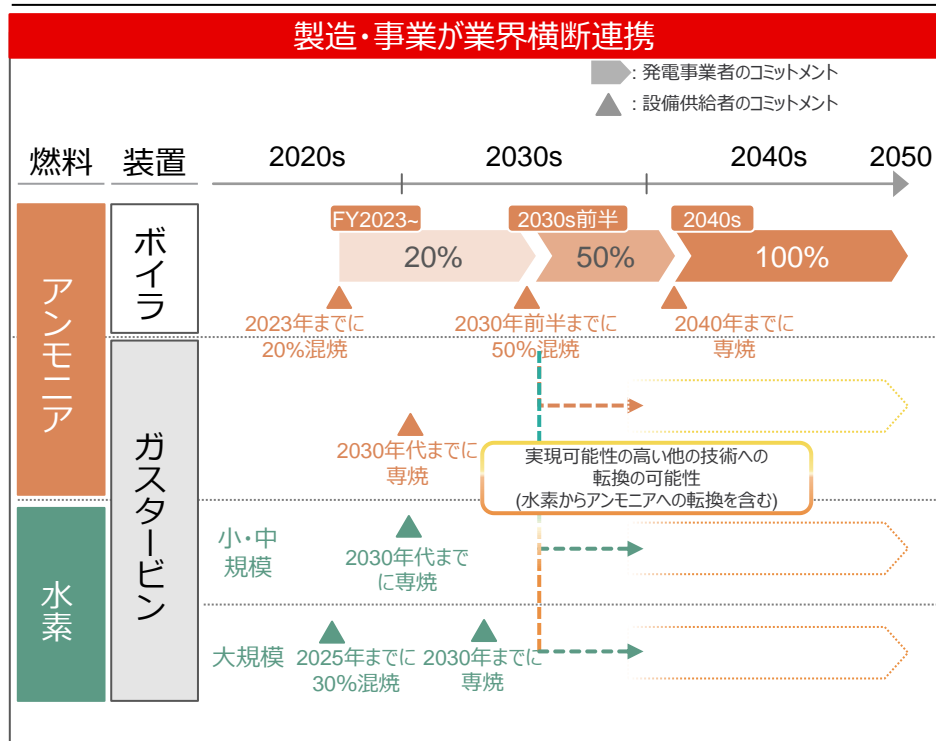 製造・事業が業界横断連携
：発電事業者のコミットメント
：設備供給者のコミットメント
燃料
装置
2020s
2030s
2040s
2050
アンモニア
ボイラ
FY2023~
2030s前半
2040s
20%
50%
100%
2023年までに
20%混焼
2030年前半までに
50%混焼
2040年までに
専焼
ガスタービン
2030年代までに
専焼
実現可能性の高い他の技術への
転換の可能性
(水素からアンモニアへの転換を含む)
水素
小・中
規模
2030年代まで
に専焼
大規模
2025年までに
30%混焼
2030年までに
専焼